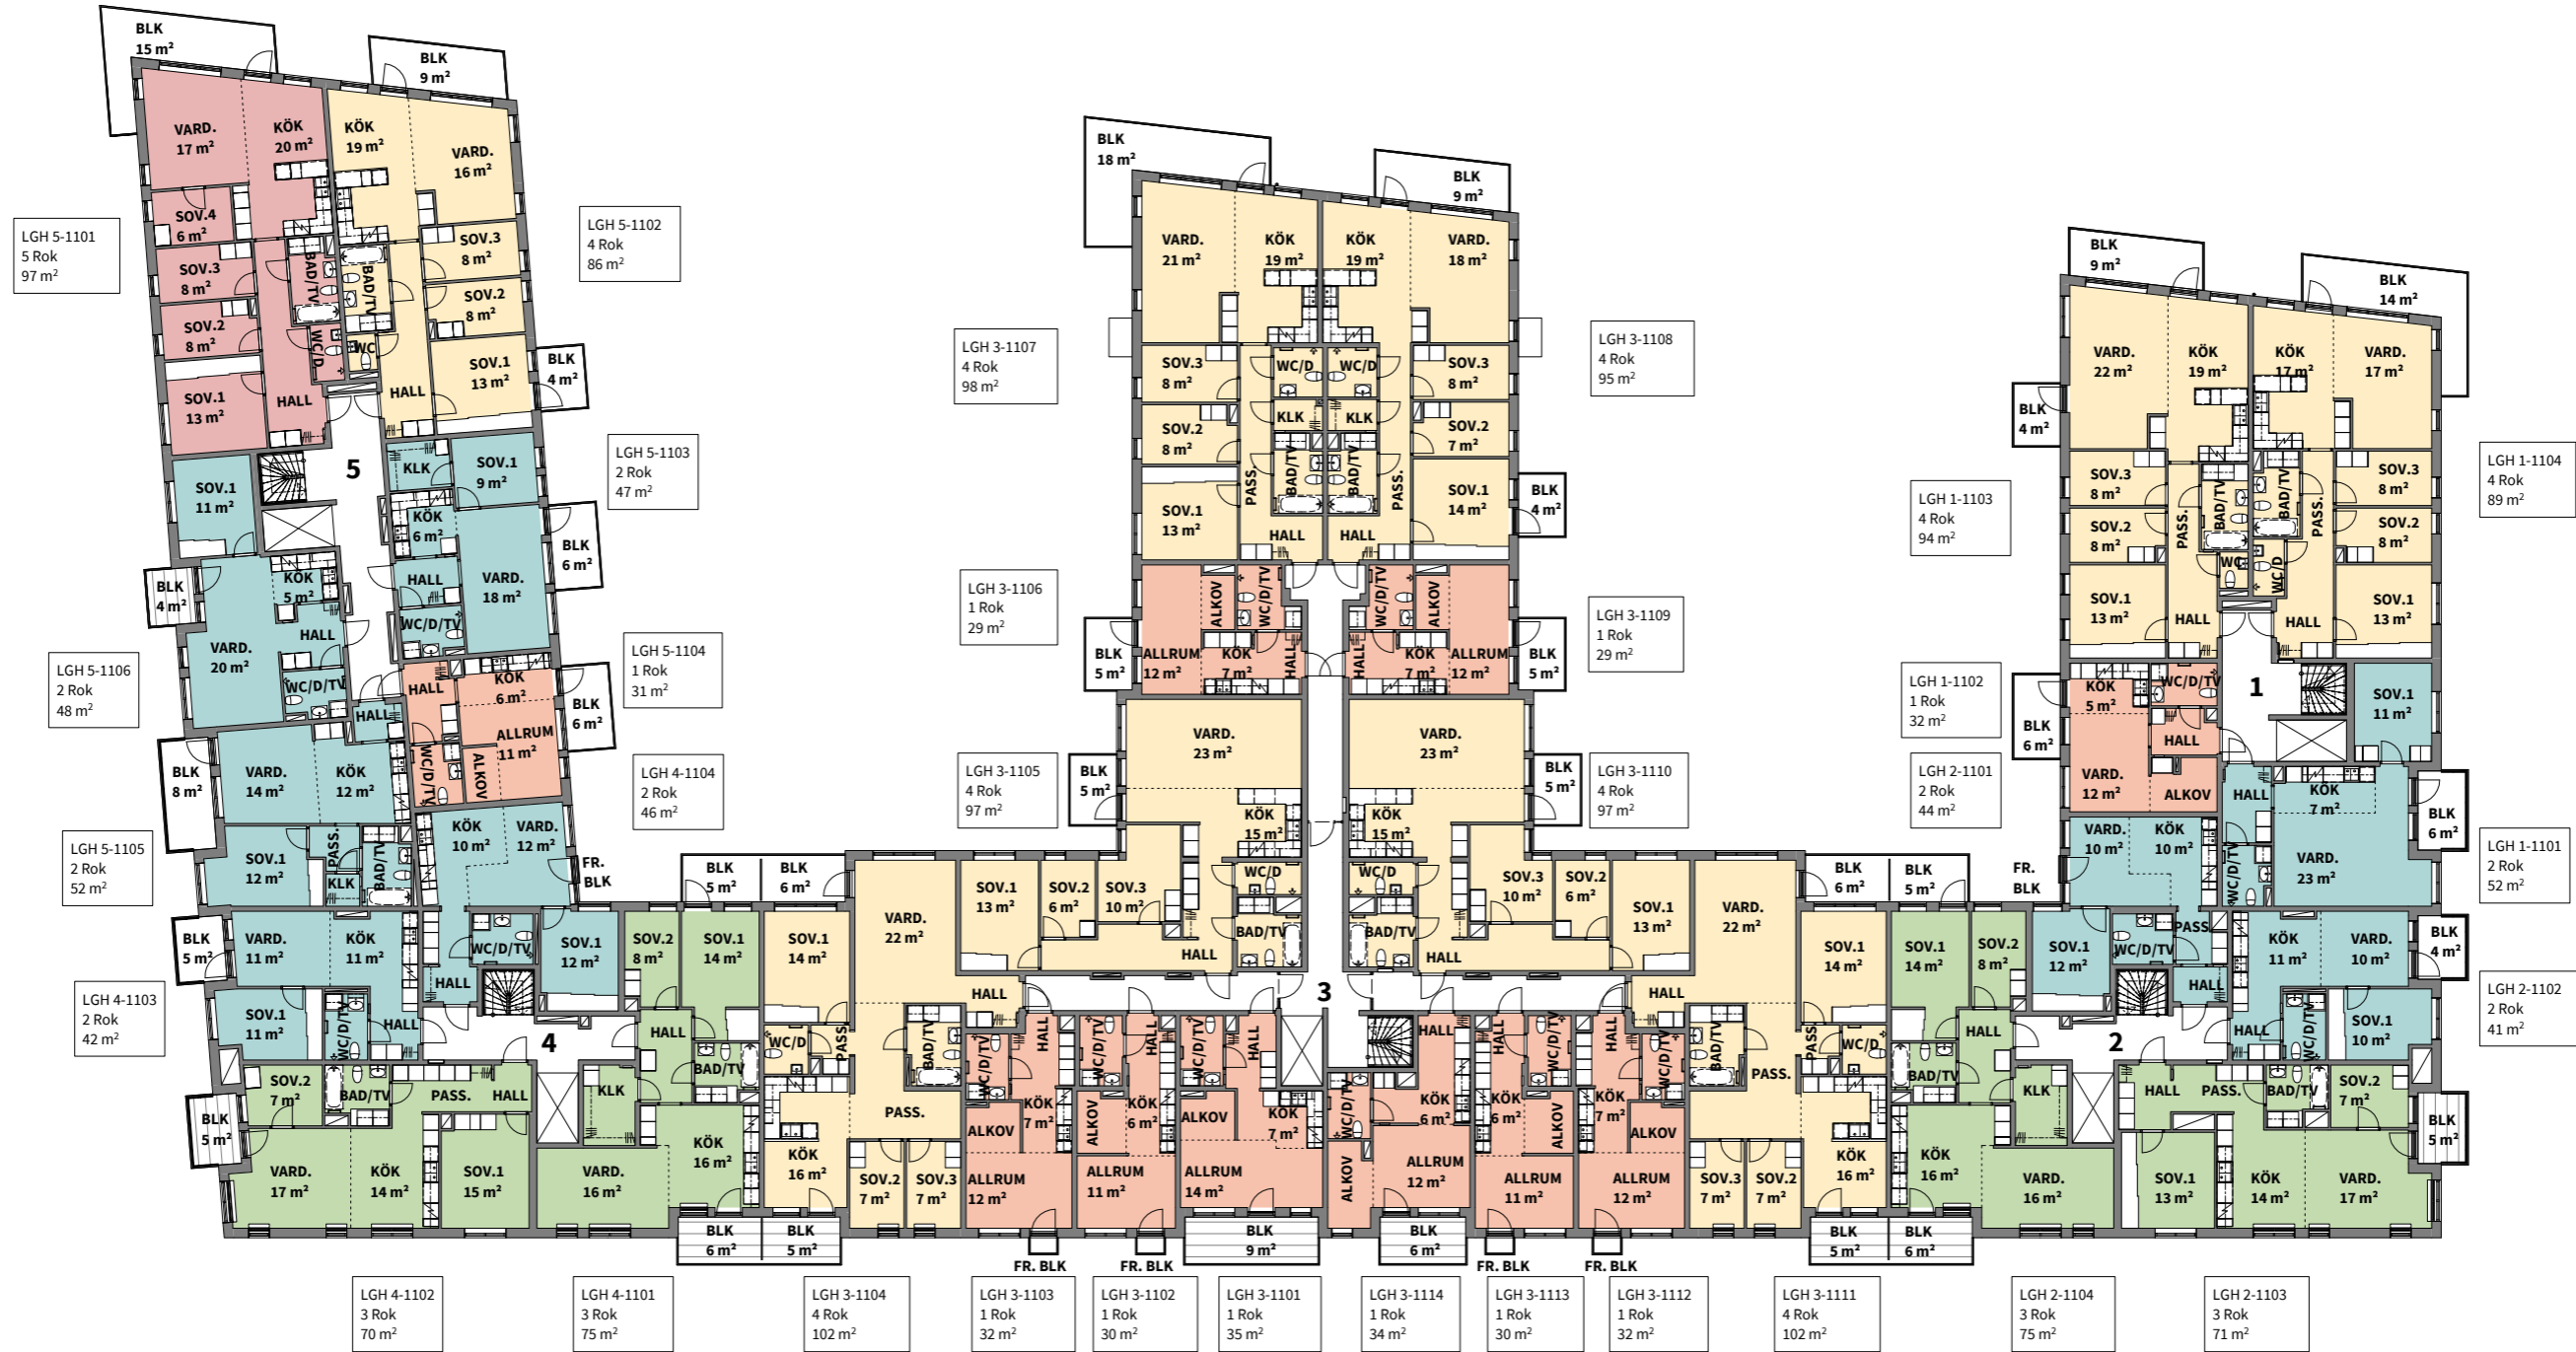 BLK
15 m²
BLK
9 m²
VARD.
17 m²
KÖK
20 m²
KÖK
19 m²
VARD.
16 m²
SOV.4
6 m²
SOV.3
8 m²
SOV.2
8 m²
SOV.1
13 m²
BAD/TV
WC/D
HALL
BAD/TV
WC
HALL
SOV.3
8 m²
SOV.2
8 m²
SOV.1
13 m²
BLK
4 m²
LGH 5-1101
5 Rok
97 m²
LGH 5-1102
4 Rok
86 m²
5
SOV.1
11 m²
KLK
SOV.1
9 m²
KÖK
6 m²
HALL
VARD.
18 m²
WC/D/TV
BLK
6 m²
LGH 5-1103
2 Rok
47 m²
BLK
4 m²
KÖK
5 m²
HALL
VARD.
20 m²
WC/D/TV
LGH 5-1106
2 Rok
48 m²
HALL
KÖK
6 m²
ALLRUM
11 m²
WC/D/TV
ALKOV
BLK
6 m²
LGH 5-1104
1 Rok
31 m²
HALL
BLK
8 m²
VARD.
14 m²
KÖK
12 m²
SOV.1
12 m²
PASS.
KLK
BAD/TV
LGH 5-1105
2 Rok
52 m²
KÖK
10 m²
VARD.
12 m²
FR.
BLK
WC/D/TV
SOV.1
12 m²
HALL
LGH 4-1104
2 Rok
46 m²
BLK
5 m²
VARD.
11 m²
KÖK
11 m²
SOV.1
11 m²
WC/D/TV
HALL
LGH 4-1103
2 Rok
42 m²
4
BLK
5 m²
SOV.2
7 m²
BAD/TV
PASS.
HALL
VARD.
17 m²
KÖK
14 m²
SOV.1
15 m²
LGH 4-1102
3 Rok
70 m²
BLK
5 m²
BLK
6 m²
SOV.2
8 m²
SOV.1
14 m²
HALL
BAD/TV
KLK
VARD.
16 m²
KÖK
16 m²
BLK
6 m²
BLK
5 m²
LGH 4-1101
3 Rok
75 m²
SOV.1
14 m²
VARD.
22 m²
HALL
WC/D
PASS.
BAD/TV
PASS.
KÖK
16 m²
SOV.2
7 m²
SOV.3
7 m²
LGH 3-1104
4 Rok
102 m²
BLK
18 m²
BLK
9 m²
VARD.
21 m²
KÖK
19 m²
KÖK
19 m²
VARD.
18 m²
SOV.3
8 m²
WC/D
WC/D
SOV.3
8 m²
SOV.2
8 m²
KLK
KLK
SOV.2
7 m²
SOV.1
13 m²
PASS.
BAD/TV
BAD/TV
PASS.
SOV.1
14 m²
HALL
HALL
BLK
4 m²
LGH 3-1107
4 Rok
98 m²
LGH 3-1108
4 Rok
95 m²
ALKOV
WC/D/TV
ALLRUM
12 m²
KÖK
7 m²
HALL
BLK
5 m²
LGH 3-1106
1 Rok
29 m²
WC/D/TV
ALKOV
HALL
KÖK
7 m²
ALLRUM
12 m²
BLK
5 m²
LGH 3-1109
1 Rok
29 m²
VARD.
23 m²
BLK
5 m²
KÖK
15 m²
SOV.1
13 m²
SOV.2
6 m²
SOV.3
10 m²
WC/D
BAD/TV
HALL
LGH 3-1105
4 Rok
97 m²
VARD.
23 m²
BLK
5 m²
KÖK
15 m²
WC/D
BAD/TV
SOV.3
10 m²
SOV.2
6 m²
SOV.1
13 m²
HALL
LGH 3-1110
4 Rok
97 m²
3
WC/D/TV
HALL
KÖK
7 m²
ALKOV
ALLRUM
12 m²
FR. BLK
LGH 3-1103
1 Rok
32 m²
WC/D/TV
HALL
ALKOV
KÖK
6 m²
ALLRUM
11 m²
FR. BLK
LGH 3-1102
1 Rok
30 m²
WC/D/TV
HALL
ALKOV
KÖK
7 m²
ALLRUM
14 m²
BLK
9 m²
LGH 3-1101
1 Rok
35 m²
HALL
WC/D/TV
KÖK
6 m²
ALKOV
ALLRUM
12 m²
BLK
6 m²
LGH 3-1114
1 Rok
34 m²
HALL
WC/D/TV
KÖK
6 m²
ALKOV
ALLRUM
11 m²
FR. BLK
LGH 3-1113
1 Rok
30 m²
HALL
WC/D/TV
KÖK
7 m²
ALKOV
ALLRUM
12 m²
FR. BLK
LGH 3-1112
1 Rok
32 m²
VARD.
22 m²
SOV.1
14 m²
HALL
BAD/TV
PASS.
WC/D
PASS.
KÖK
16 m²
SOV.3
7 m²
SOV.2
7 m²
BLK
6 m²
BLK
5 m²
BLK
5 m²
BLK
6 m²
LGH 3-1111
4 Rok
102 m²
SOV.1
14 m²
SOV.2
8 m²
HALL
BAD/TV
KLK
KÖK
16 m²
VARD.
16 m²
LGH 2-1104
3 Rok
75 m²
BLK
9 m²
BLK
14 m²
VARD.
22 m²
KÖK
19 m²
KÖK
17 m²
VARD.
17 m²
BLK
4 m²
SOV.3
8 m²
SOV.2
8 m²
SOV.1
13 m²
PASS.
BAD/TV
WC
HALL
BAD/TV
WC/D
PASS.
HALL
SOV.3
8 m²
SOV.2
8 m²
SOV.1
13 m²
LGH 1-1103
4 Rok
94 m²
LGH 1-1104
4 Rok
89 m²
1
KÖK
5 m²
WC/D/TV
HALL
VARD.
12 m²
ALKOV
BLK
6 m²
LGH 1-1102
1 Rok
32 m²
SOV.1
11 m²
HALL
KÖK
7 m²
WC/D/TV
VARD.
23 m²
BLK
6 m²
LGH 1-1101
2 Rok
52 m²
VARD.
10 m²
KÖK
10 m²
FR.
BLK
SOV.1
12 m²
WC/D/TV
PASS.
HALL
LGH 2-1101
2 Rok
44 m²
KÖK
11 m²
VARD.
10 m²
BLK
4 m²
HALL
WC/D/TV
SOV.1
10 m²
LGH 2-1102
2 Rok
41 m²
2
HALL
PASS.
BAD/TV
SOV.2
7 m²
BLK
5 m²
SOV.1
13 m²
KÖK
14 m²
VARD.
17 m²
LGH 2-1103
3 Rok
71 m²